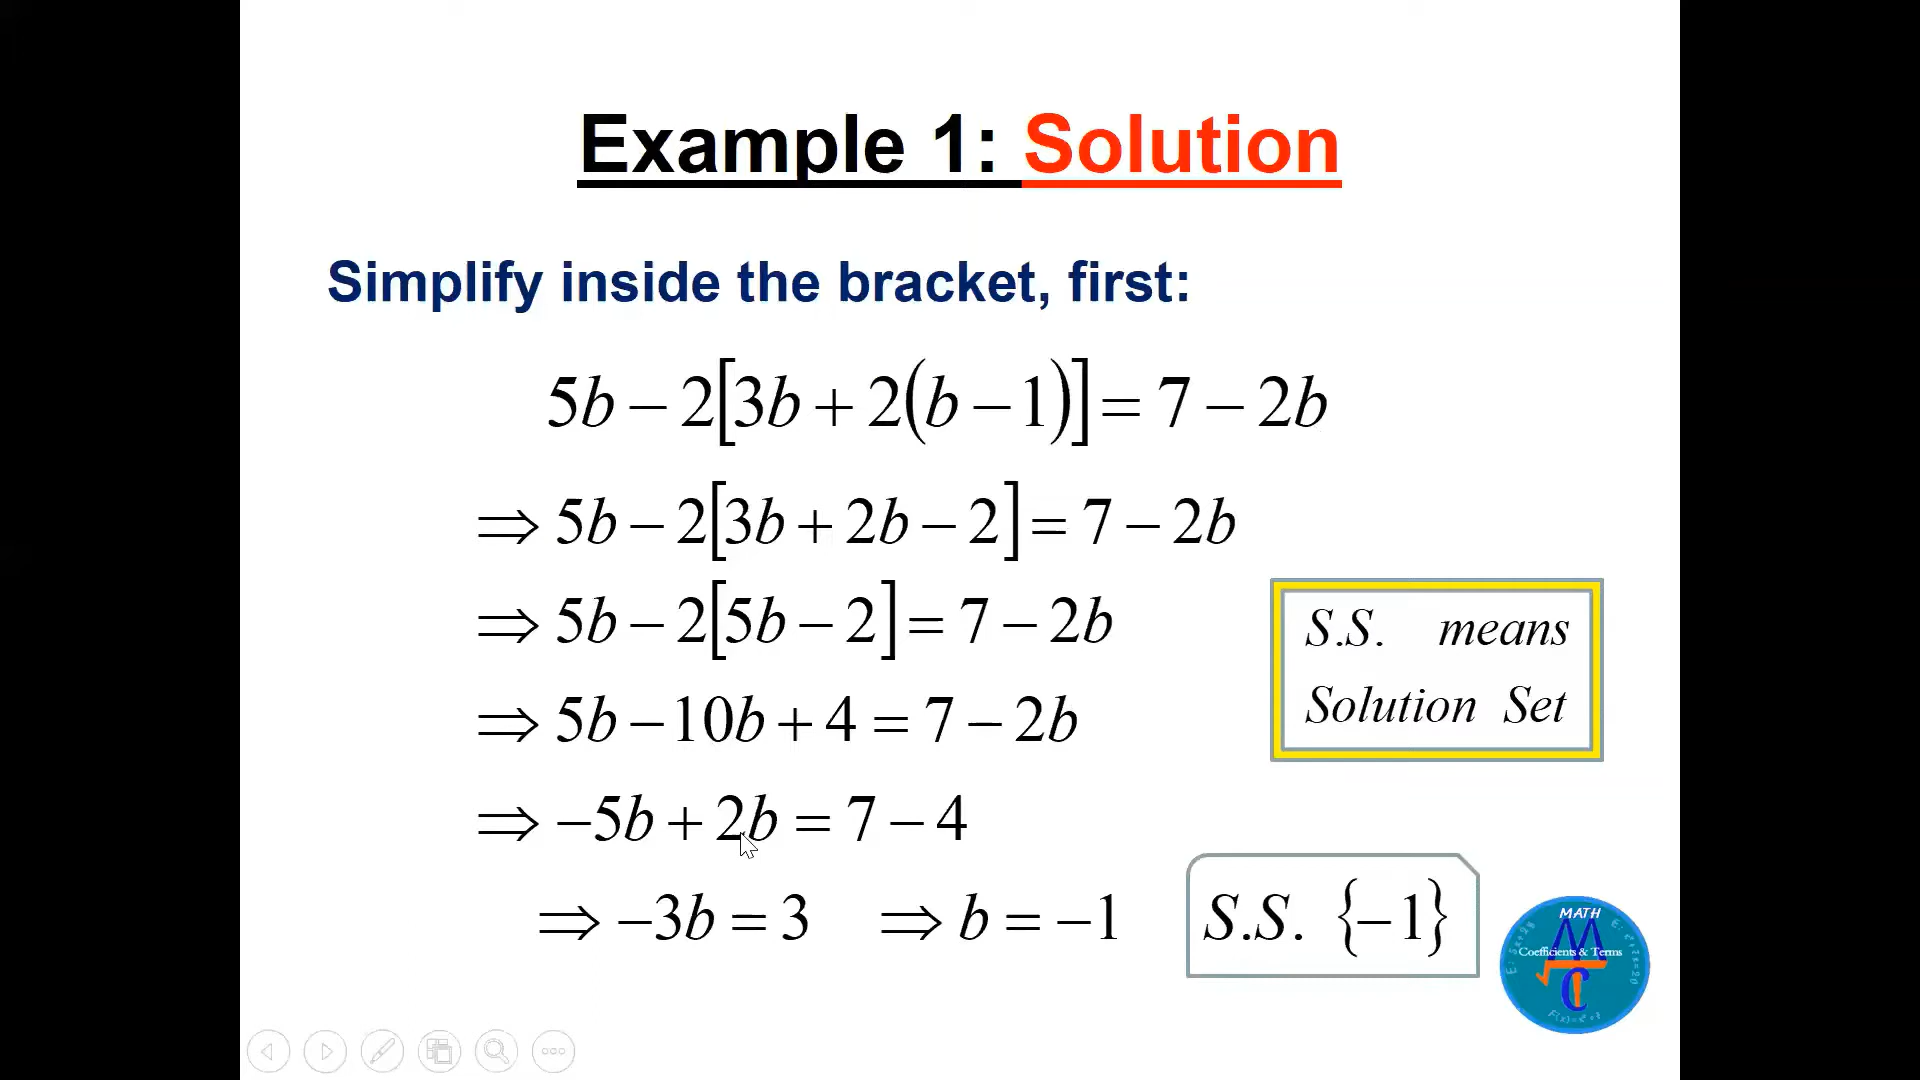 Example 1: Solution
Simplify inside the bracket, first:
5b − 2[3b + 2(b − 1)] = 7 − 2b
⇒ 5b − 2[3b + 2b − 2] = 7 − 2b
⇒ 5b − 2[5b − 2] = 7 − 2b
⇒ 5b − 10b + 4 = 7 − 2b
⇒ −5b + 2b = 7 − 4
⇒ −3b = 3 ⇒ b = −1
S.S. means
Solution Set
S.S. {−1}
MATH
Coefficients & Terms